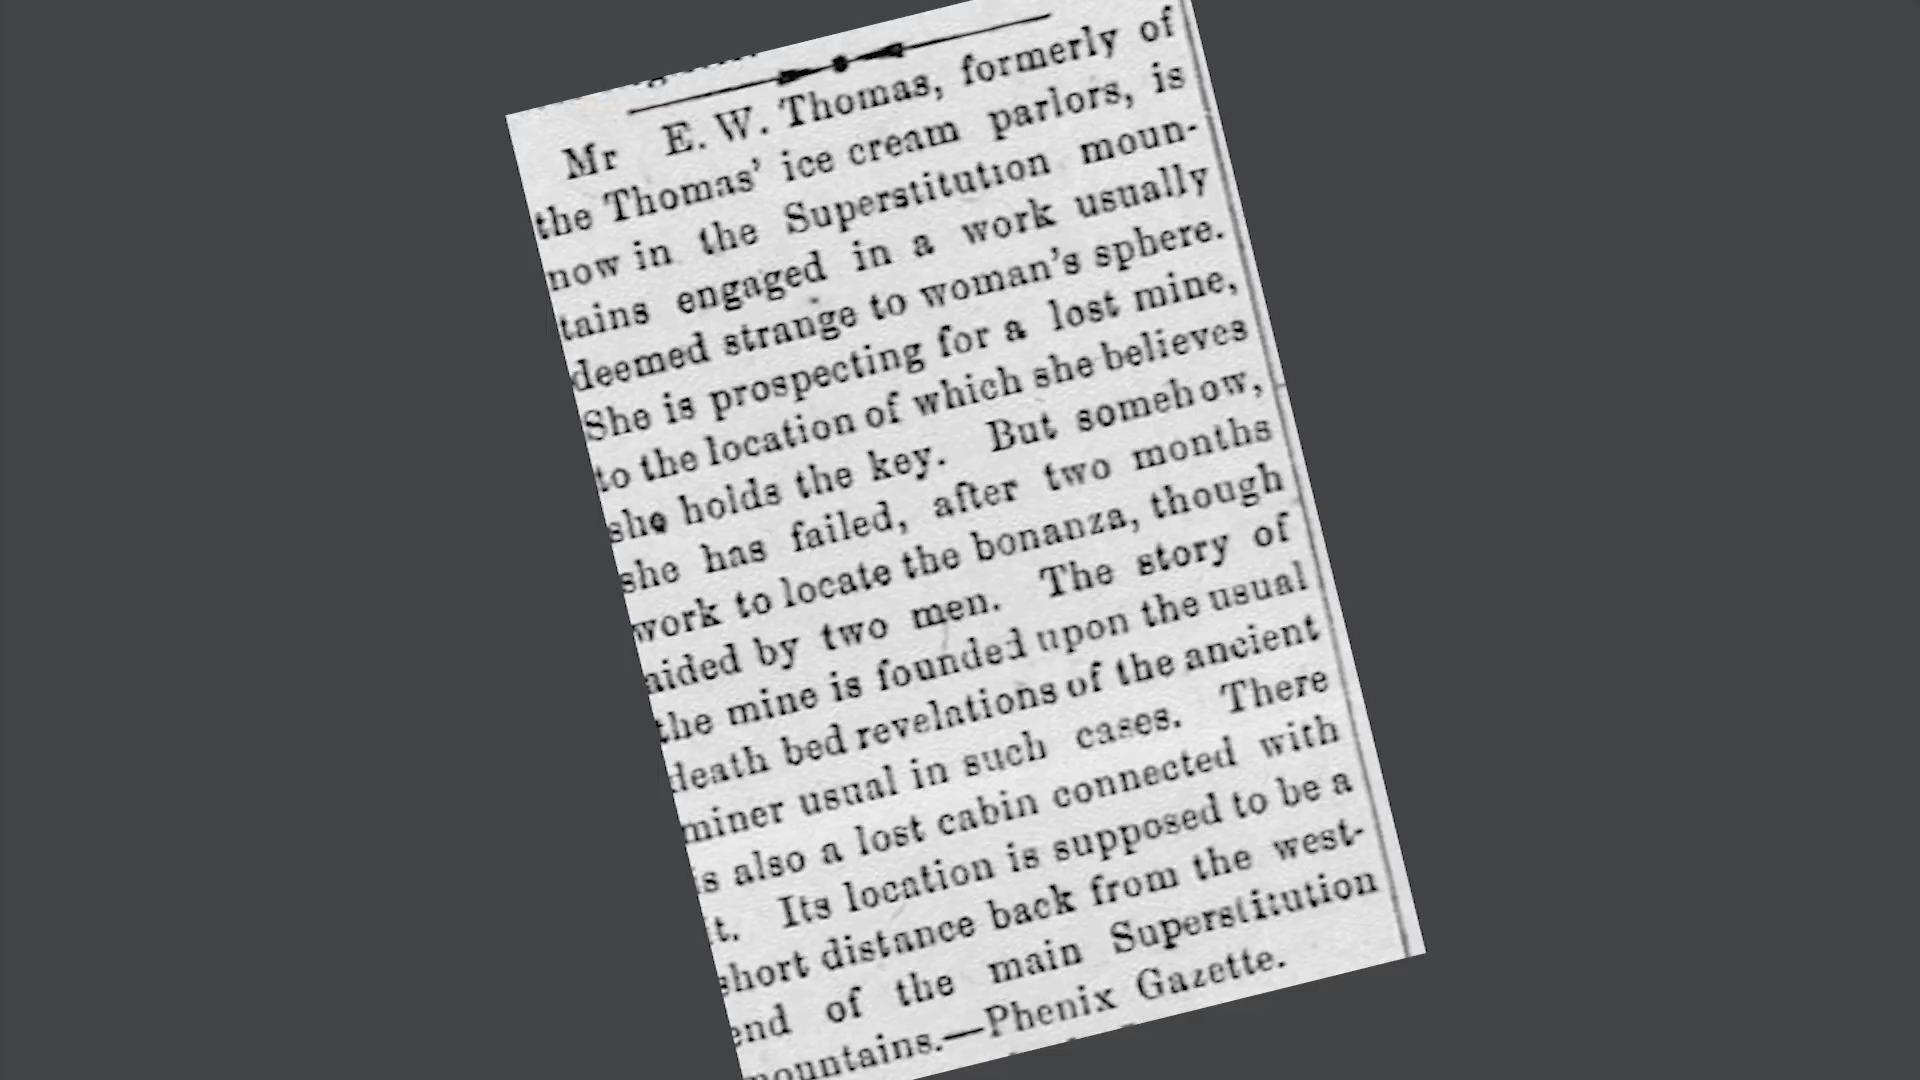 Mr E. W. Thomas, formerly of
the Thomas' ice cream parlors, is
now in the Superstitution moun-
tains engaged in a work usually
deemed strange to woman's sphere.
She is prospecting for a lost mine,
to the location of which she believes
she holds the key. But somehow,
she has failed, after two months
work to locate the bonanza, though
aided by two men. The story of
the mine is founded upon the usual
death bed revelations of the ancient
miner usual in such cases. There
is also a lost cabin connected with
it. Its location is supposed to be a
short distance back from the west-
end of the main Superstitution
mountains.—Phenix Gazette.